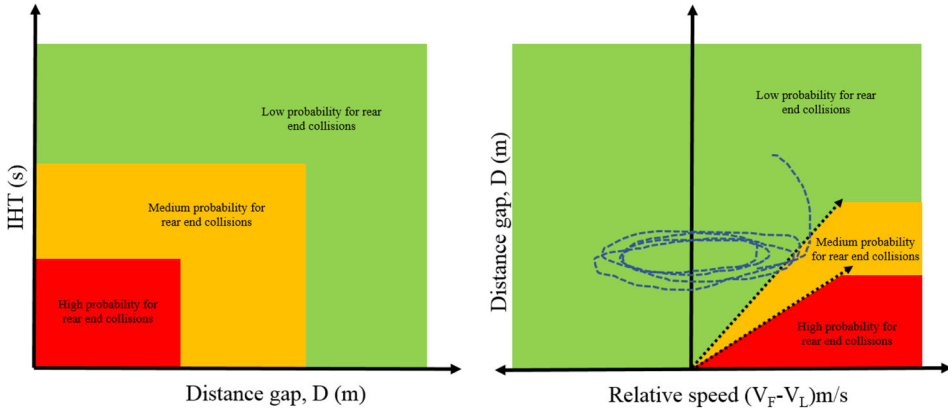 IHT (s)
Low probability for rear
end collisions
Medium probability for
rear end collisions
High probability for
rear end collisions
Distance gap, D (m)
Distance gap, D (m)
Low probability for rear
end collisions
Medium probability
for rear end collisions
High probability for
rear end collisions
Relative speed (V_F-V_L)m/s